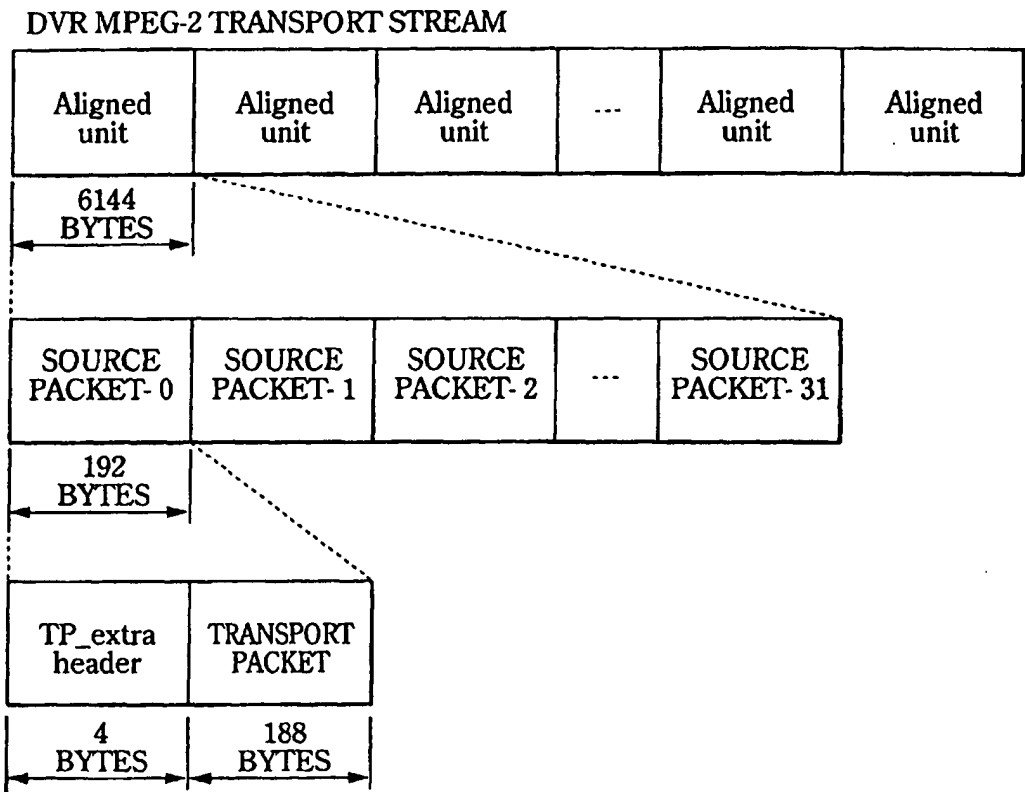 DVR MPEG-2 TRANSPORT STREAM
Aligned
unit
Aligned
unit
Aligned
unit
---
Aligned
unit
Aligned
unit
6144
BYTES
SOURCE
PACKET- 0
SOURCE
PACKET- 1
SOURCE
PACKET- 2
---
SOURCE
PACKET- 31
192
BYTES
TP_extra
header
TRANSPORT
PACKET
4
BYTES
188
BYTES